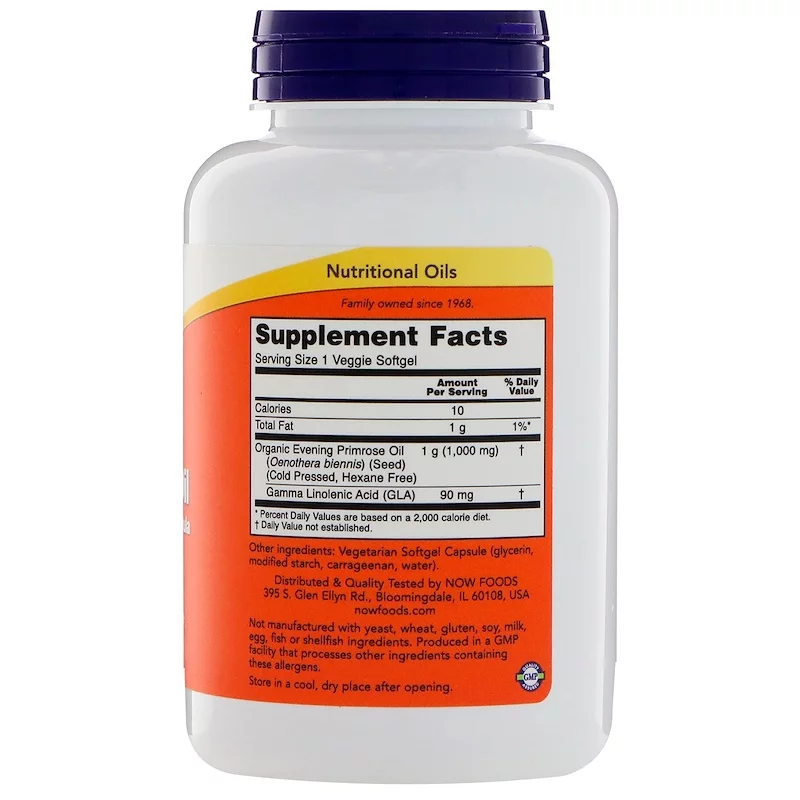 Nutritional Oils
Family owned since 1968.
Supplement Facts
Serving Size 1 Veggie Softgel
Amount Per Serving % Daily Value
Calories 10
Total Fat 1 g 1%*
Organic Evening Primrose Oil 1 g (1,000 mg) †
(Oenothera biennis) (Seed)
(Cold Pressed, Hexane Free)
Gamma Linolenic Acid (GLA) 90 mg †
* Percent Daily Values are based on a 2,000 calorie diet.
† Daily Value not established.
Other ingredients: Vegetarian Softgel Capsule (glycerin,
modified starch, carrageenan, water).
Distributed & Quality Tested by NOW FOODS
395 S. Glen Ellyn Rd., Bloomingdale, IL 60108, USA
nowfoods.com
Not manufactured with yeast, wheat, gluten, soy, milk,
egg, fish or shellfish ingredients. Produced in a GMP
facility that processes other ingredients containing
these allergens.
Store in a cool, dry place after opening.
GMP